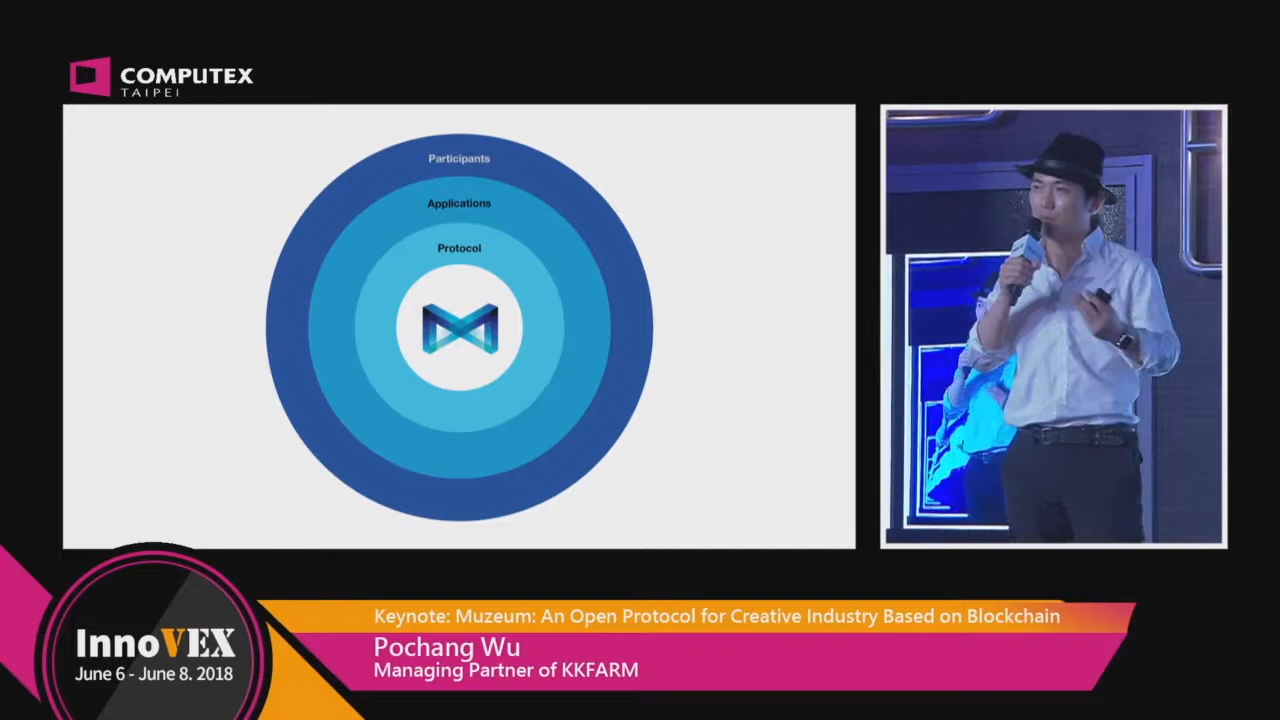 COMPUTEX
TAIPEI
Participants
Applications
Protocol
Keynote: Muzeum: An Open Protocol for Creative Industry Based on Blockchain
Pochang Wu
Managing Partner of KKFARM
InnoVEX
June 6 - June 8. 2018